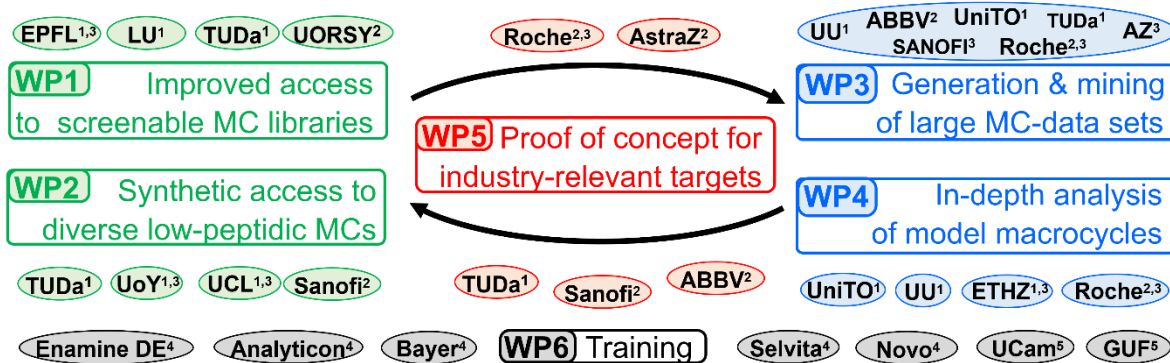 EPFL¹,³ LU¹ TUDa¹ UORSY²
WP1 Improved access
to screenable MC libraries
WP2 Synthetic access to
diverse low-peptidic MCs
TUDa¹ UoY¹,³ UCL¹,³ Sanofi²
Roche²,³ AstraZ²
WP5 Proof of concept for
industry-relevant targets
TUDa¹ Sanofi² ABBV²
UU¹ ABBV² UniTO¹ TUDa¹ AZ³
SANOFI³ Roche²,³
WP3 Generation & mining
of large MC-data sets
WP4 In-depth analysis
of model macrocycles
UniTO¹ UU¹ ETHZ¹,³ Roche²,³
Enamine DE⁴ Analyticon⁴ Bayer⁴ WP6 Training Selvita⁴ Novo⁴ UCam⁵ GUF⁵